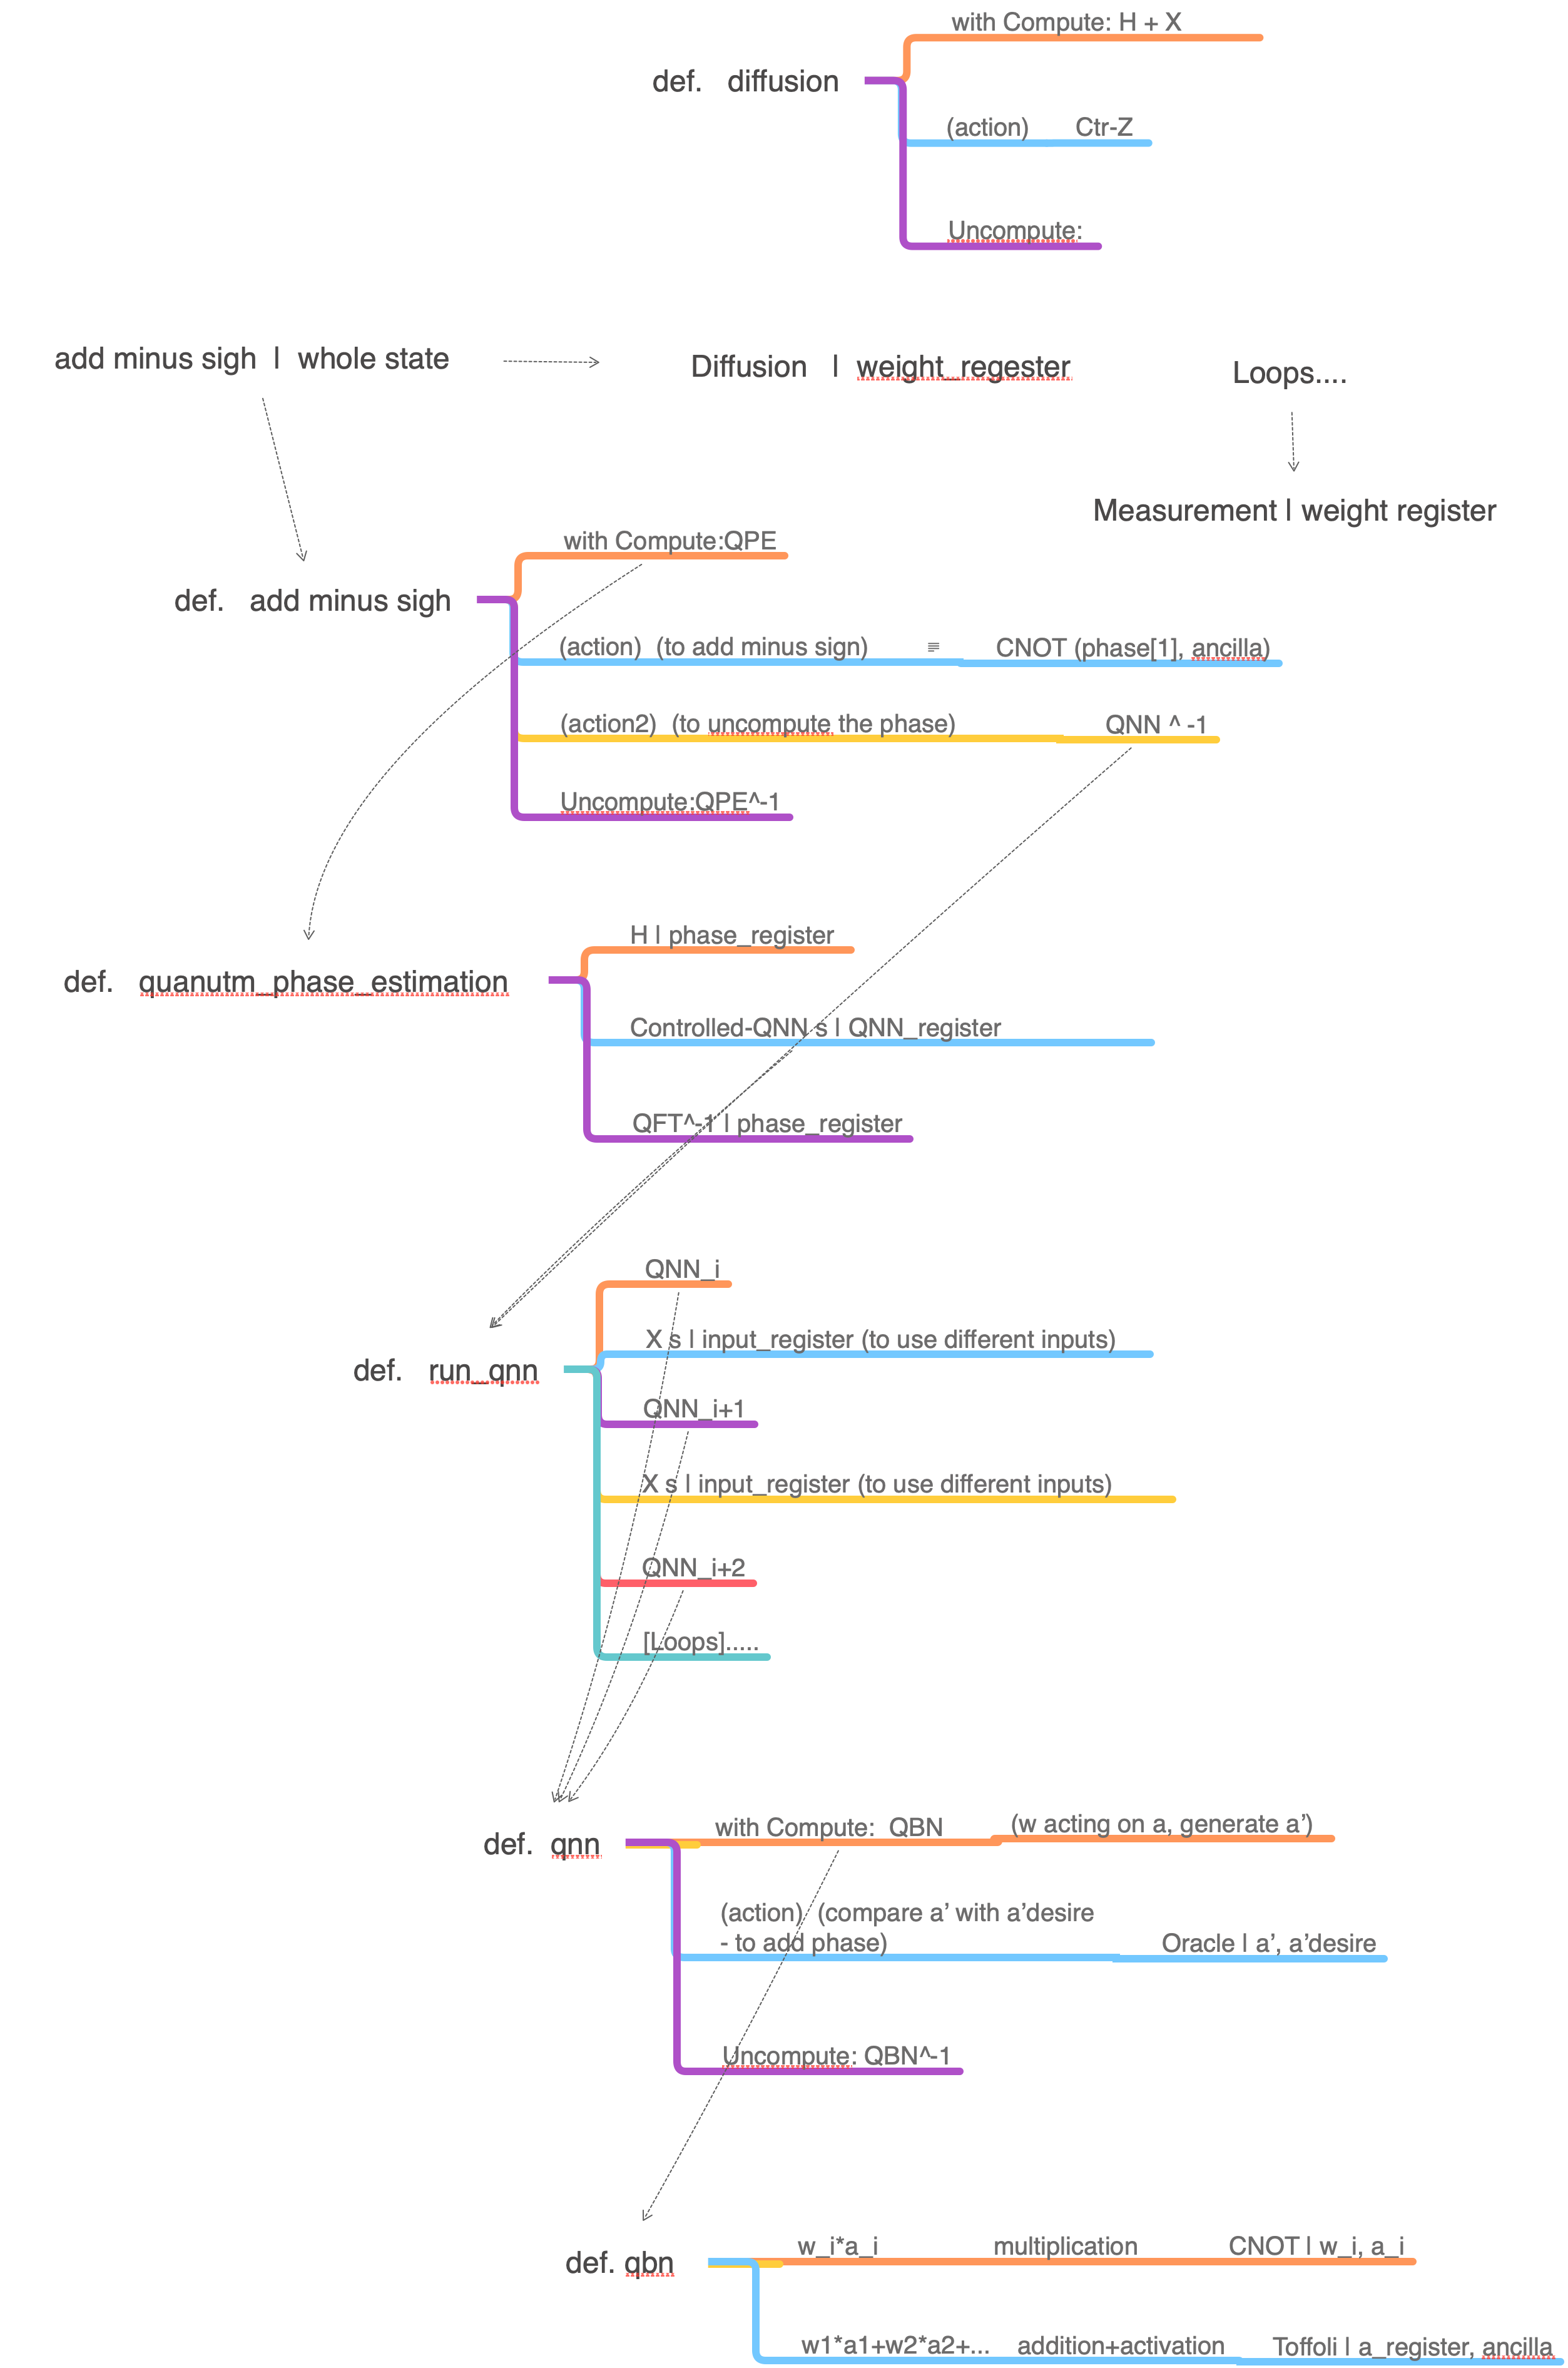 with Compute: H + X
def. diffusion
(action) Ctr-Z
Uncompute:
add minus sigh | whole state
Diffusion | weight_regester
Loops....
Measurement | weight register
with Compute:QPE
def. add minus sigh
(action) (to add minus sign) ≡ CNOT (phase[1], ancilla)
(action2) (to uncompute the phase) QNN ^ -1
Uncompute:QPE^-1
H | phase_register
def. quanutm_phase_estimation
Controlled-QNN s | QNN_register
QFT^-1 | phase_register
QNN_i
X s | input_register (to use different inputs)
def. run_qnn
QNN_i+1
X s | input_register (to use different inputs)
QNN_i+2
[Loops].....
with Compute: QBN (w acting on a, generate a’)
def. qnn
(action) (compare a’ with a’desire
- to add phase) Oracle | a’, a’desire
Uncompute: QBN^-1
w_i*a_i multiplication CNOT | w_i, a_i
def. qbn
w1*a1+w2*a2+... addition+activation Toffoli | a_register, ancilla